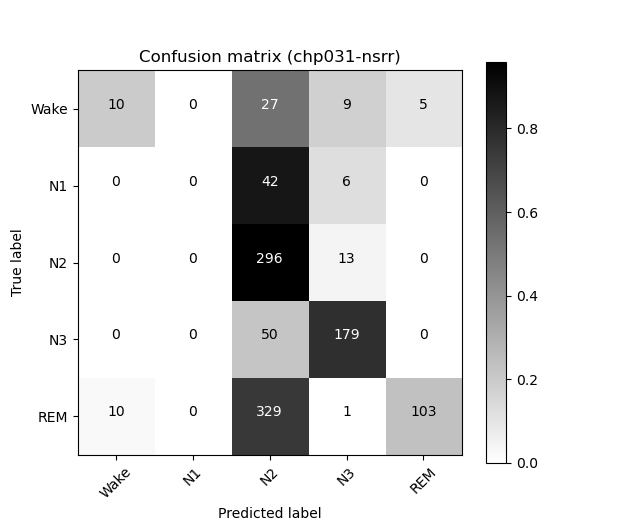 Confusion matrix (chp031-nsrr)
Wake 10 0 27 9 5
N1 0 0 42 6 0
N2 0 0 296 13 0
N3 0 0 50 179 0
REM 10 0 329 1 103
Wake N1 N2 N3 REM
True label
Predicted label
0.8
0.6
0.4
0.2
0.0